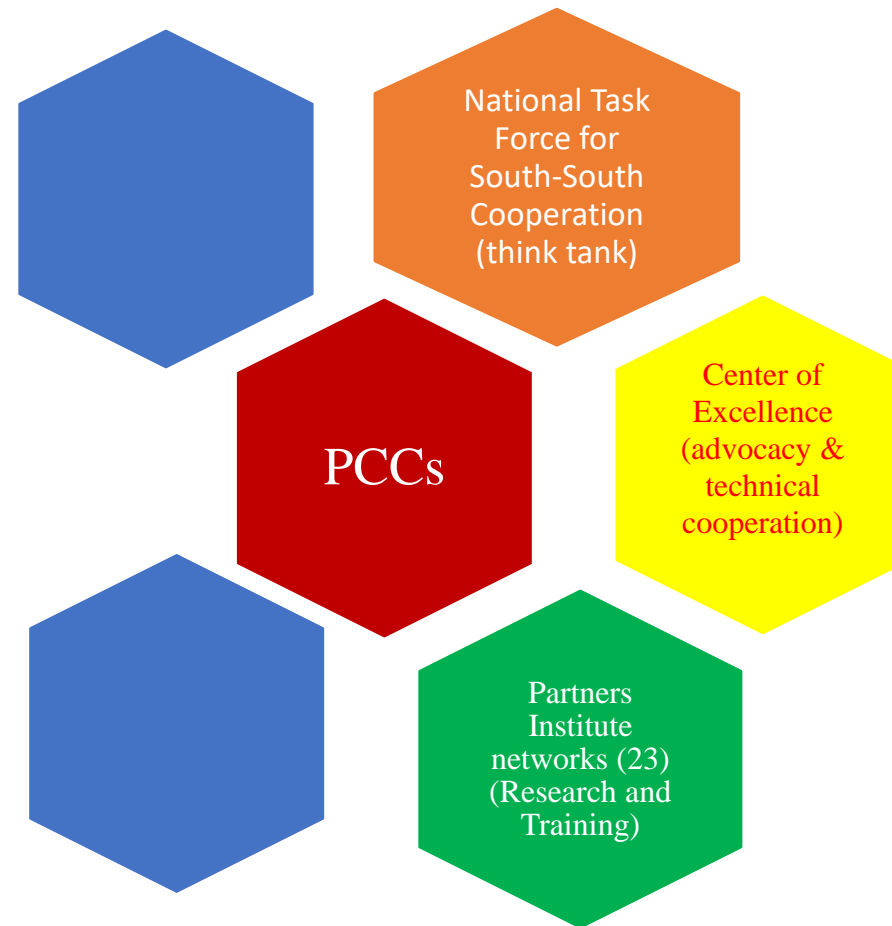 National Task
Force for
South-South
Cooperation
(think tank)
PCCs
Center of
Excellence
(advocacy &
technical
cooperation)
Partners
Institute
networks (23)
(Research and
Training)